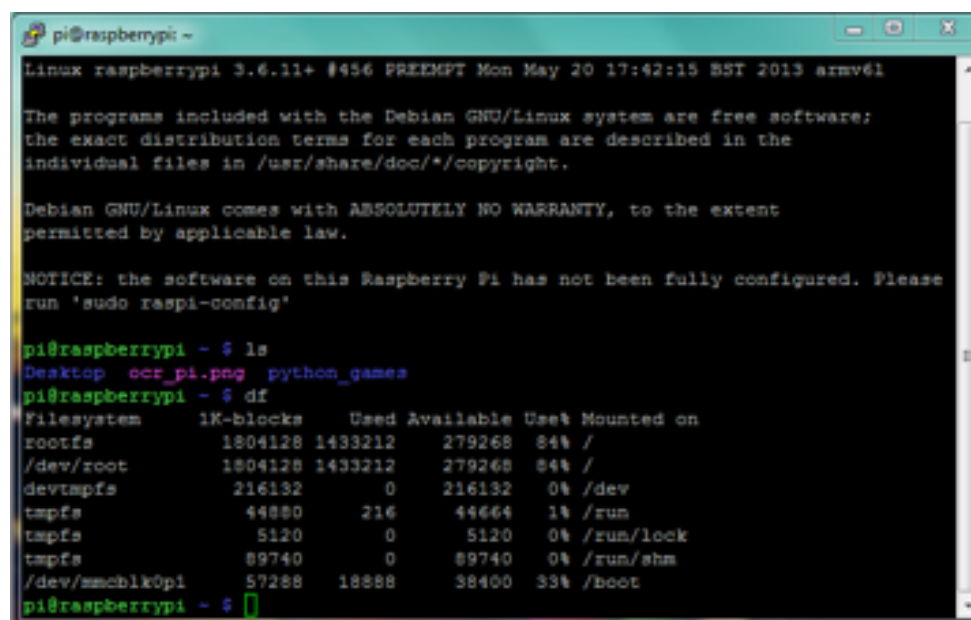 pi@raspberrypi: ~
Linux raspberrypi 3.6.11+ #456 PREEMPT Mon May 20 17:42:15 BST 2013 armv6l
The programs included with the Debian GNU/Linux system are free software;
the exact distribution terms for each program are described in the
individual files in /usr/share/doc/*/copyright.
Debian GNU/Linux comes with ABSOLUTELY NO WARRANTY, to the extent
permitted by applicable law.
NOTICE: the software on this Raspberry Pi has not been fully configured. Please
run 'sudo raspi-config'
pi@raspberrypi ~ $ ls
Desktop ocr_pi.png python_games
pi@raspberrypi ~ $ df
Filesystem 1K-blocks Used Available Use% Mounted on
rootfs 1804128 1433212 279268 84% /
/dev/root 1804128 1433212 279268 84% /
devtmpfs 216132 0 216132 0% /dev
tmpfs 44880 216 44664 1% /run
tmpfs 5120 0 5120 0% /run/lock
tmpfs 89740 0 89740 0% /run/shm
/dev/mmcblk0p1 57288 18888 38400 33% /boot
pi@raspberrypi ~ $